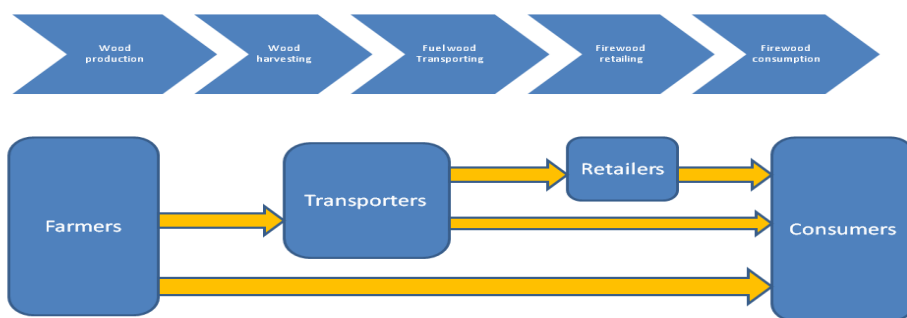 Wood
production
Wood
harvesting
Fuelwood
Transporting
Firewood
retailing
Firewood
consumption
Farmers
Transporters
Retailers
Consumers